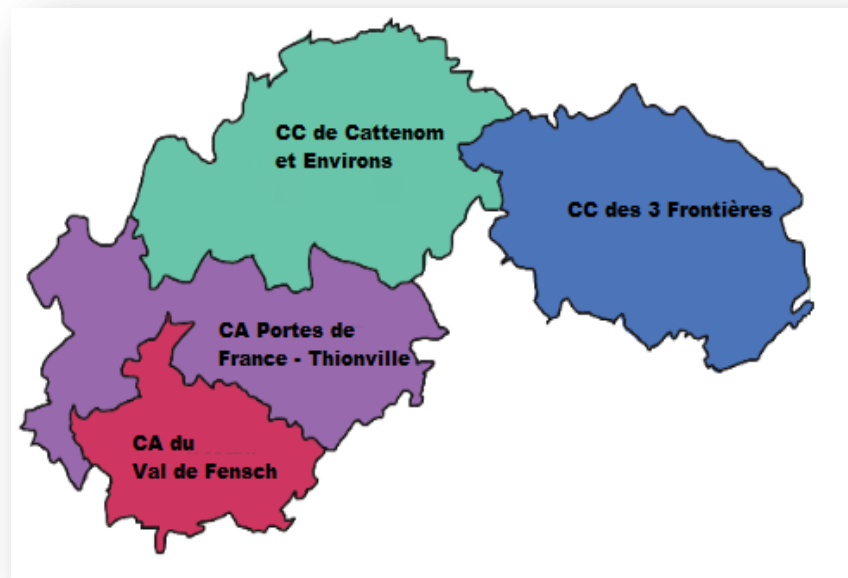 CC de Cattenom
et Environs
CC des 3 Frontières
CA Portes de
France - Thionville
CA du
Val de Fensch